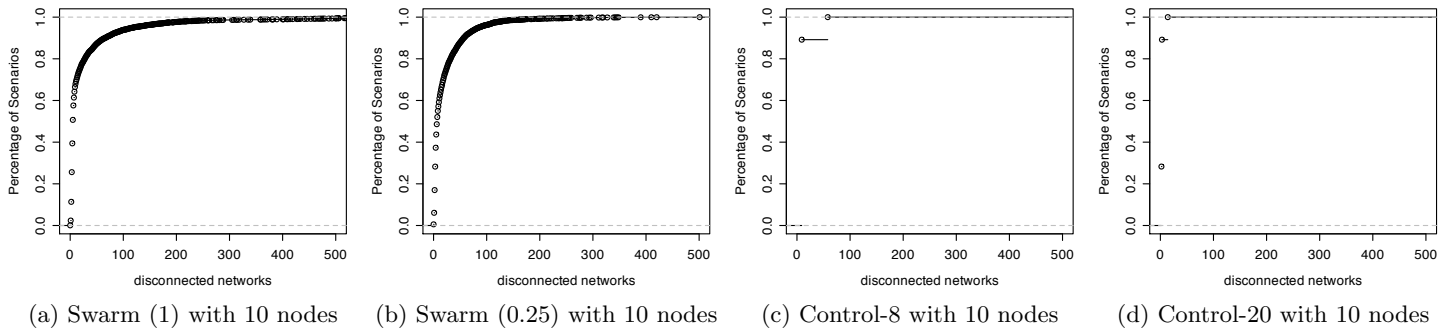 Percentage of Scenarios
0.0 0.2 0.4 0.6 0.8 1.0
0 100 200 300 400 500
disconnected networks
(a) Swarm (1) with 10 nodes
Percentage of Scenarios
0.0 0.2 0.4 0.6 0.8 1.0
0 100 200 300 400 500
disconnected networks
(b) Swarm (0.25) with 10 nodes
Percentage of Scenarios
0.0 0.2 0.4 0.6 0.8 1.0
0 100 200 300 400 500
disconnected networks
(c) Control-8 with 10 nodes
Percentage of Scenarios
0.0 0.2 0.4 0.6 0.8 1.0
0 100 200 300 400 500
disconnected networks
(d) Control-20 with 10 nodes